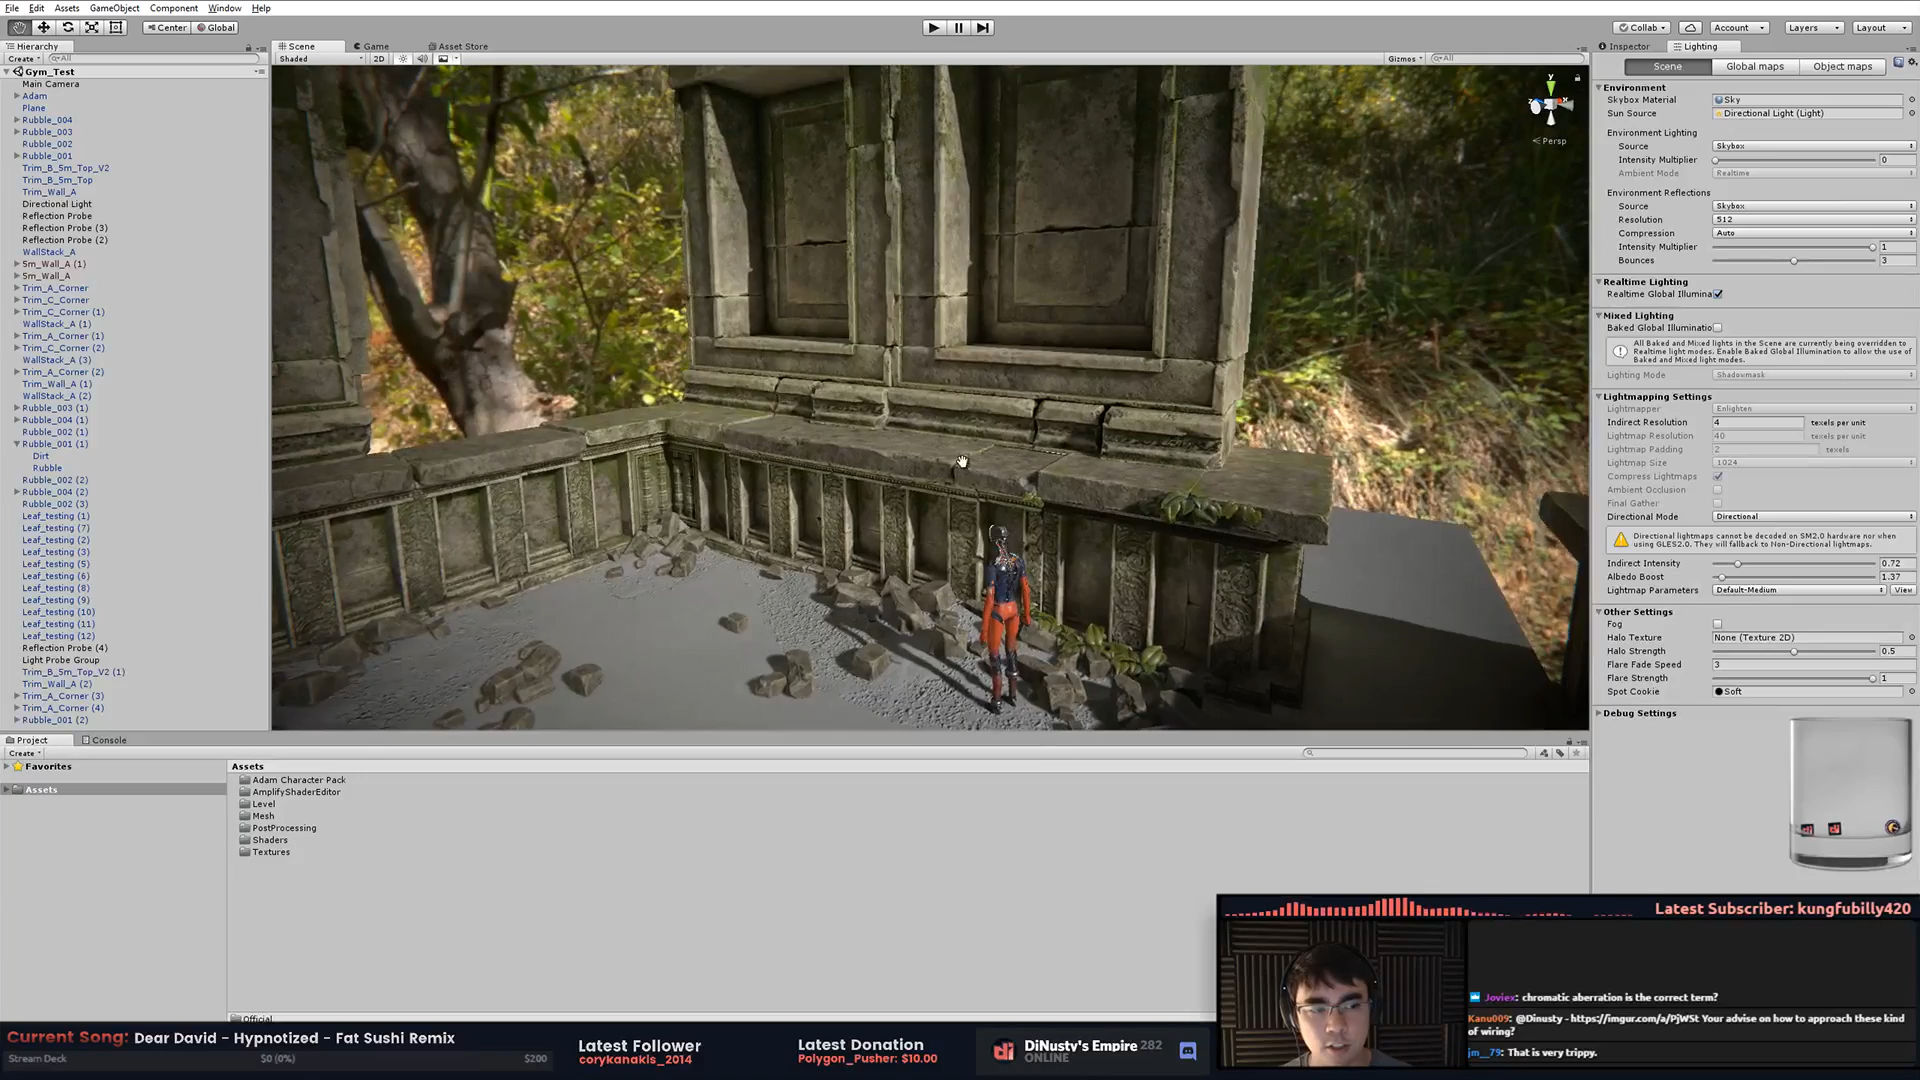 File Edit Assets GameObject Component Window Help
Center Global
Collab Account Layers Layout
Hierarchy
Create All
Gym_Test
Main Camera
Adam
Plane
Rubble_004
Rubble_003
Rubble_002
Rubble_001
Trim_B_5m_Top_V2
Trim_B_5m_Top
Trim_Wall_A
Directional Light
Reflection Probe
Reflection Probe (3)
Reflection Probe (2)
WallStack_A
5m_Wall_A (1)
5m_Wall_A
Trim_A_Corner
Trim_C_Corner
Trim_C_Corner (1)
WallStack_A (1)
Trim_A_Corner (1)
Trim_C_Corner (2)
WallStack_A (3)
Trim_A_Corner (2)
Trim_Wall_A (1)
WallStack_A (2)
Rubble_003 (1)
Rubble_004 (1)
Rubble_002 (1)
Rubble_001 (1)
Dirt
Rubble
Rubble_002 (2)
Rubble_004 (2)
Rubble_002 (3)
Leaf_testing (1)
Leaf_testing (7)
Leaf_testing (2)
Leaf_testing (3)
Leaf_testing (5)
Leaf_testing (6)
Leaf_testing (8)
Leaf_testing (9)
Leaf_testing (10)
Leaf_testing (11)
Leaf_testing (12)
Reflection Probe (4)
Light Probe Group
Trim_B_5m_Top_V2 (1)
Trim_Wall_A (2)
Trim_A_Corner (3)
Trim_A_Corner (4)
Rubble_001 (2)
Scene Game Asset Store
Shaded 2D Gizmos All
y
Persp
Inspector Lighting
Scene Global maps Object maps
Environment
Skybox Material Sky
Sun Source Directional Light (Light)
Environment Lighting
Source Skybox
Intensity Multiplier 0
Ambient Mode Realtime
Environment Reflections
Source Skybox
Resolution 512
Compression Auto
Intensity Multiplier 1
Bounces 3
Realtime Lighting
Realtime Global Illumina
Mixed Lighting
Baked Global Illuminatio
All Baked and Mixed lights in the Scene are currently being overridden to
Realtime light modes. Enable Baked Global Illumination to allow the use of
Baked and Mixed light modes.
Lighting Mode Shadowmask
Lightmapping Settings
Lightmapper Enlighten
Indirect Resolution 4 texels per unit
Lightmap Resolution 40 texels per unit
Lightmap Padding 2 texels
Lightmap Size 1024
Compress Lightmaps
Ambient Occlusion
Final Gather
Directional Mode Directional
Directional lightmaps cannot be decoded on SM2.0 hardware nor when
using GLES2.0. They will fallback to Non-Directional lightmaps.
Indirect Intensity 0.72
Albedo Boost 1.37
Lightmap Parameters Default-Medium View
Other Settings
Fog
Halo Texture None (Texture 2D)
Halo Strength 0.5
Flare Fade Speed 3
Flare Strength 1
Spot Cookie Soft
Debug Settings
Project Console
Create
Favorites
Assets
Assets
Adam Character Pack
AmplifyShaderEditor
Level
Mesh
PostProcessing
Shaders
Textures
Official
Latest Subscriber: kungfubilly420
Joviex: chromatic aberration is the correct term?
Kanu009: @Dinusty - https://imgur.com/a/PjWSt Your advise on how to approach these kind
of wiring?
jm__79: That is very trippy.
Current Song: Dear David - Hypnotized - Fat Sushi Remix
Stream Deck $0 (0%) $200
Latest Follower
corykanakis_2014
Latest Donation
Polygon_Pusher: $10.00
di
DiNusty's Empire 282
ONLINE